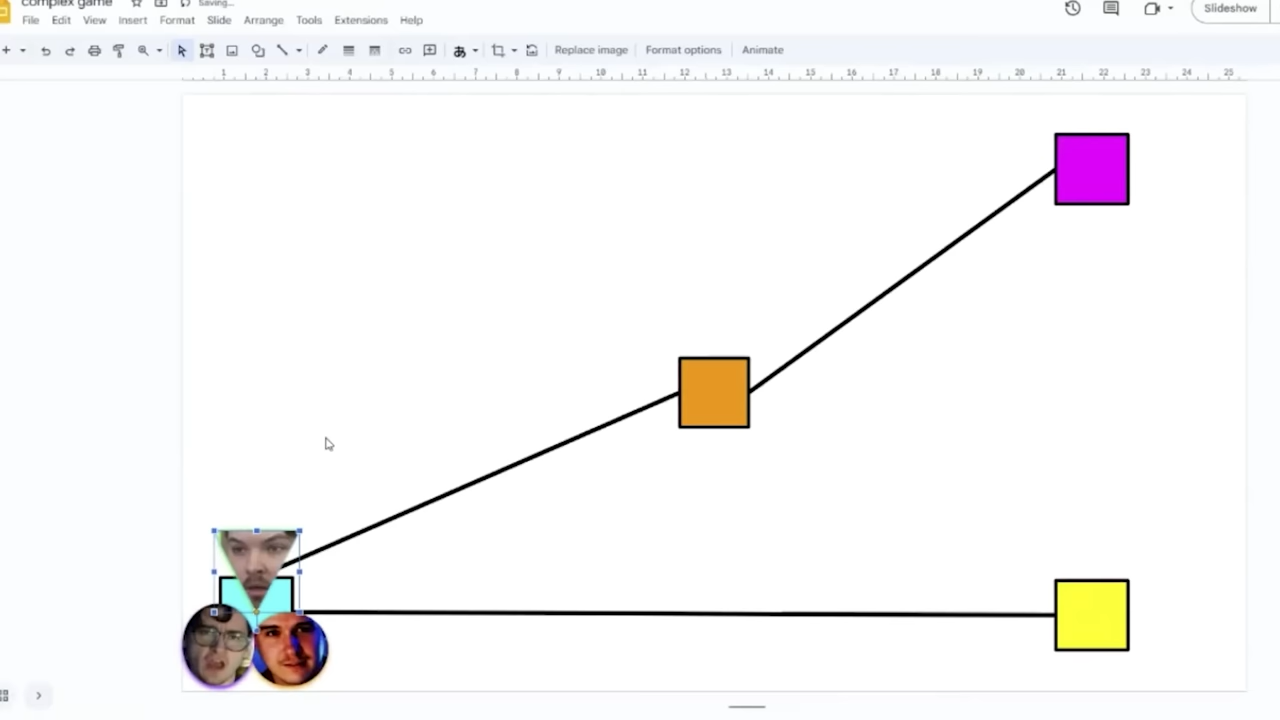 complex game
Saving...
File Edit View Insert Format Slide Arrange Tools Extensions Help
Slideshow
あ Replace image Format options Animate
1 2 3 4 5 6 7 8 9 10 11 12 13 14 15 16 17 18 19 20 21 22 23 24 25